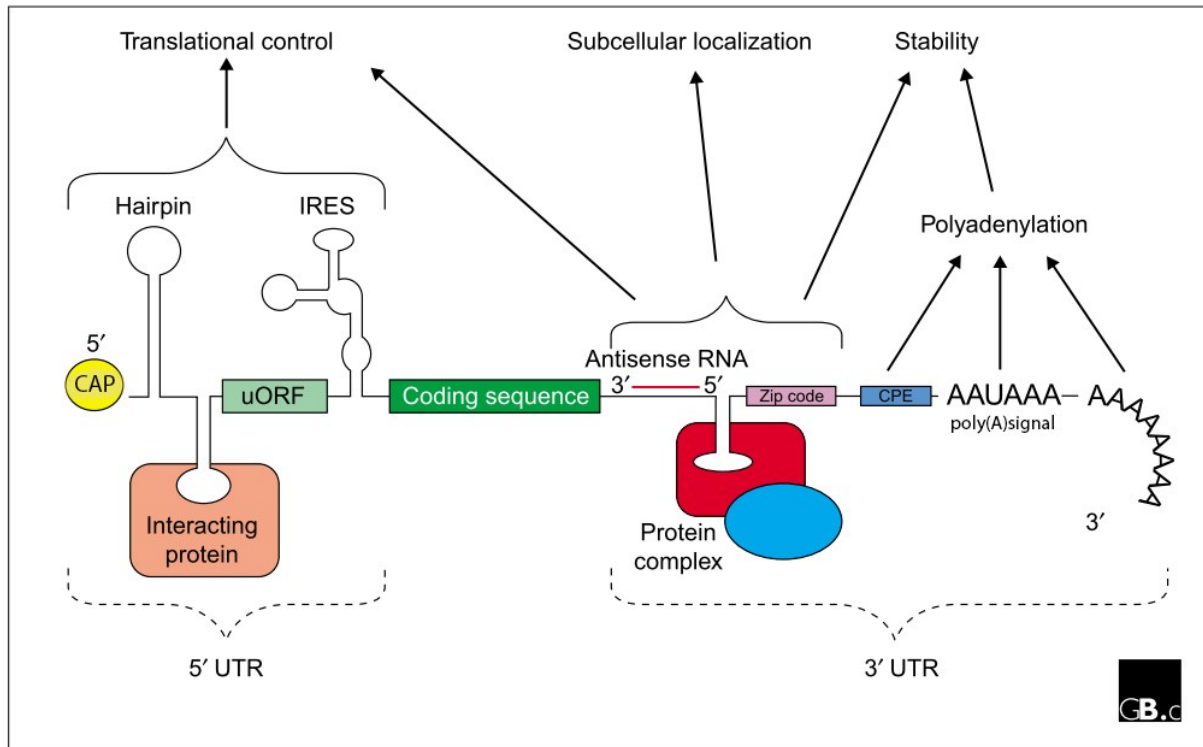 Translational control
Subcellular localization
Stability
Hairpin
IRES
Polyadenylation
5′
CAP
uORF
Coding sequence
Antisense RNA
3′ 5′
Zip code
CPE
AAUAAA
poly(A)signal
AAAAAAAA
Interacting
protein
Protein
complex
3′
5′ UTR
3′ UTR
GB.c